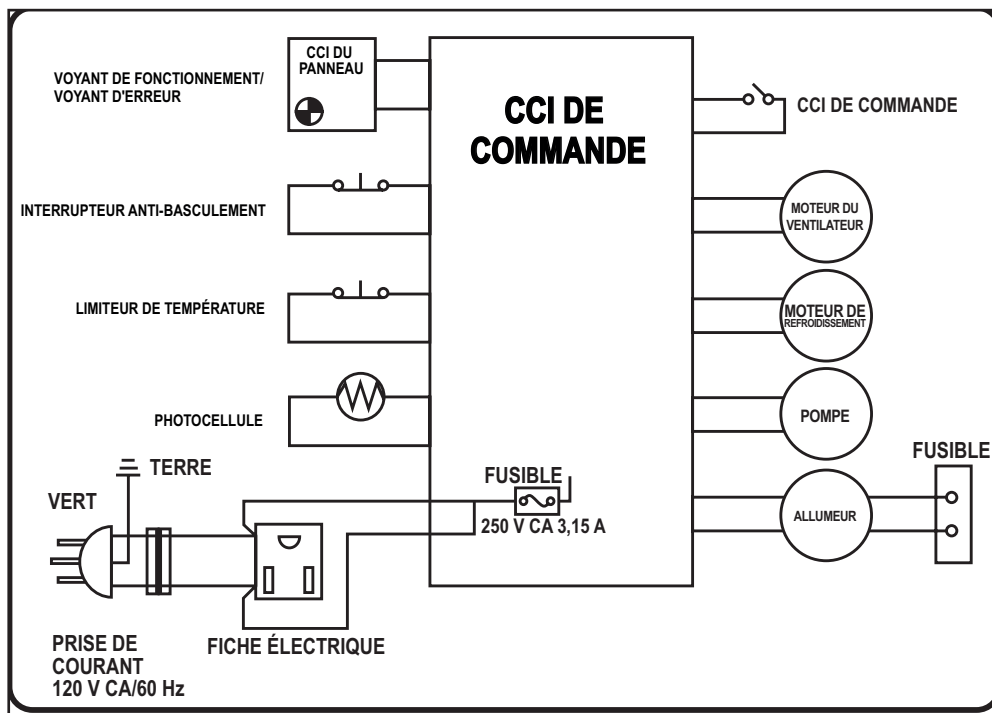 CCI DU
PANNEAU
VOYANT DE FONCTIONNEMENT/
VOYANT D'ERREUR
INTERRUPTEUR ANTI-BASCULEMENT
LIMITEUR DE TEMPÉRATURE
PHOTOCELLULE
TERRE
VERT
PRISE DE
COURANT
120 V CA/60 Hz
FICHE ÉLECTRIQUE
CCI DE
COMMANDE
FUSIBLE
250 V CA 3,15 A
CCI DE COMMANDE
MOTEUR DU
VENTILATEUR
MOTEUR DE
REFROIDISSEMENT
POMPE
ALLUMEUR
FUSIBLE